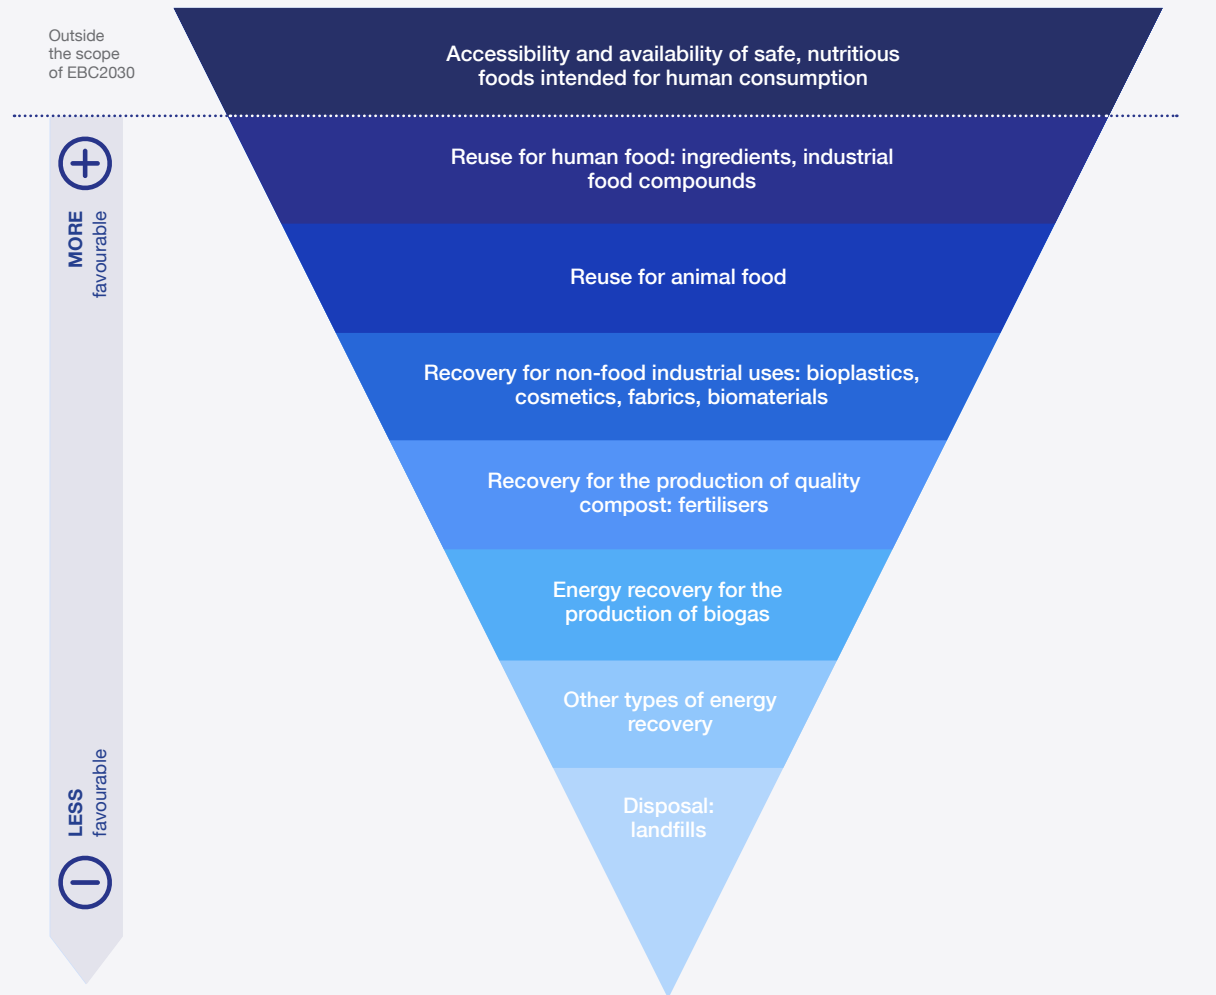 Outside
the scope
of EBC2030
Accessibility and availability of safe, nutritious
foods intended for human consumption
MORE
favourable
Reuse for human food: ingredients, industrial
food compounds
Reuse for animal food
Recovery for non-food industrial uses: bioplastics,
cosmetics, fabrics, biomaterials
Recovery for the production of quality
compost: fertilisers
Energy recovery for the
production of biogas
Other types of energy
recovery
LESS
favourable
Disposal:
landfills